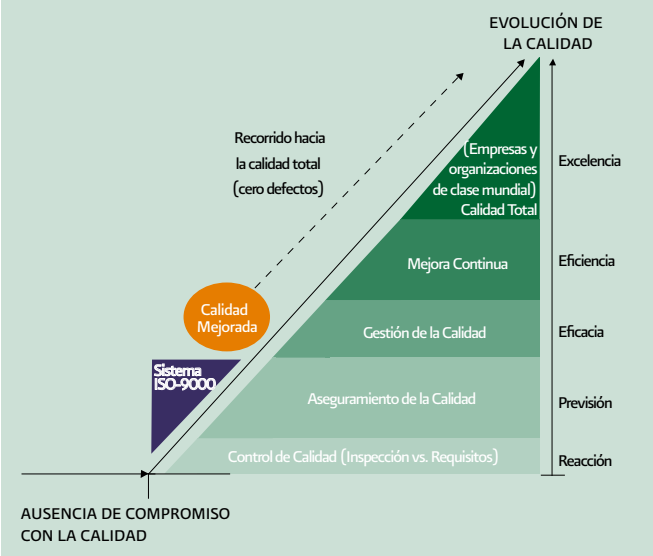 EVOLUCIÓN DE
LA CALIDAD
Recorrido hacia
la calidad total
(cero defectos)
(Empresas y
organizaciones
de clase mundial)
Calidad Total
Excelencia
Mejora Continua
Eficiencia
Calidad
Mejorada
Gestión de la Calidad
Eficacia
Sistema
ISO-9000
Aseguramiento de la Calidad
Previsión
Control de Calidad (Inspección vs. Requisitos)
Reacción
AUSENCIA DE COMPROMISO
CON LA CALIDAD